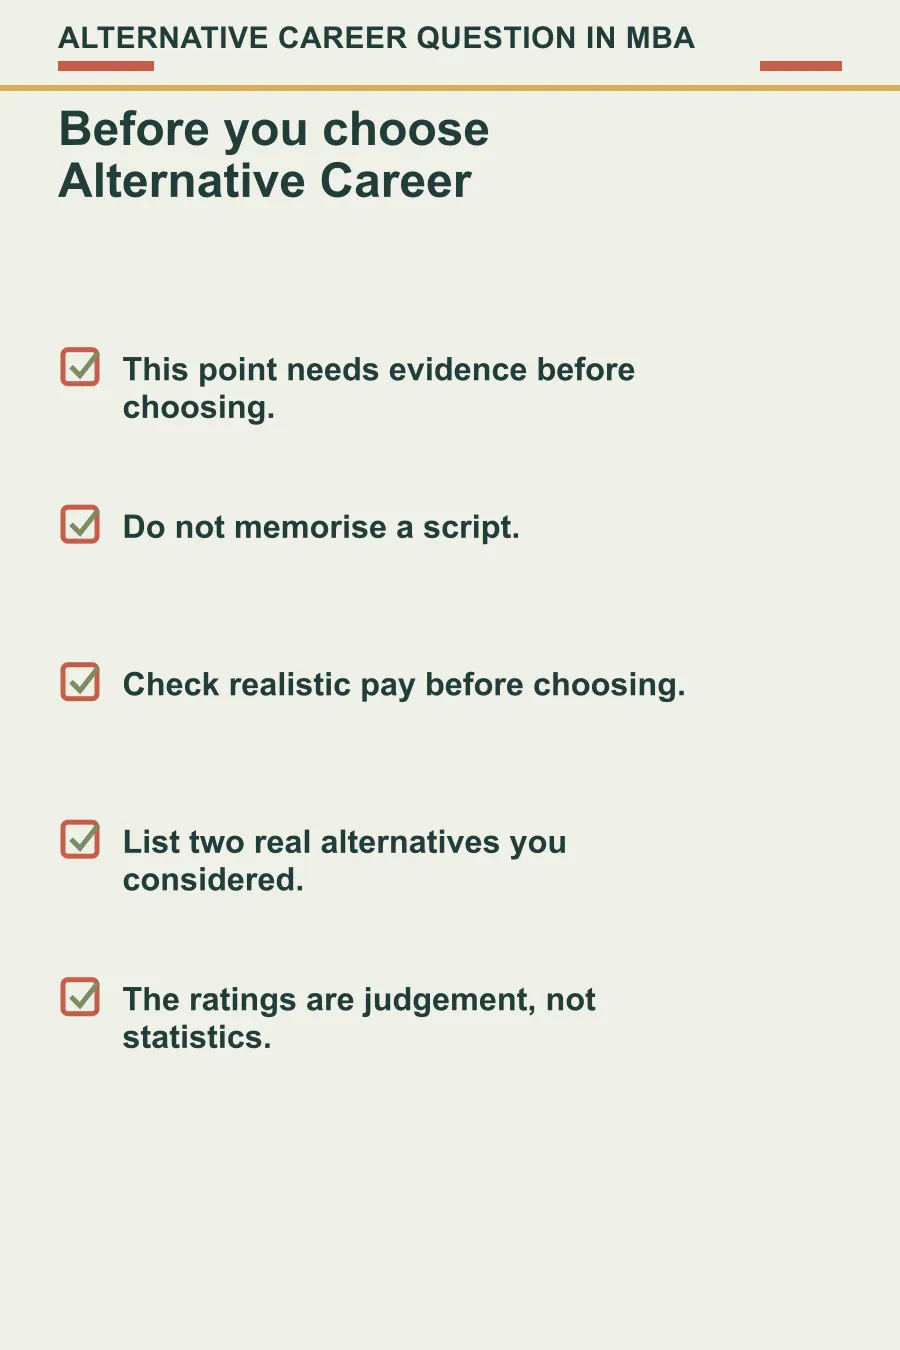 ALTERNATIVE CAREER QUESTION IN MBA
Before you choose
Alternative Career
This point needs evidence before
choosing.
Do not memorise a script.
Check realistic pay before choosing.
List two real alternatives you
considered.
The ratings are judgement, not
statistics.